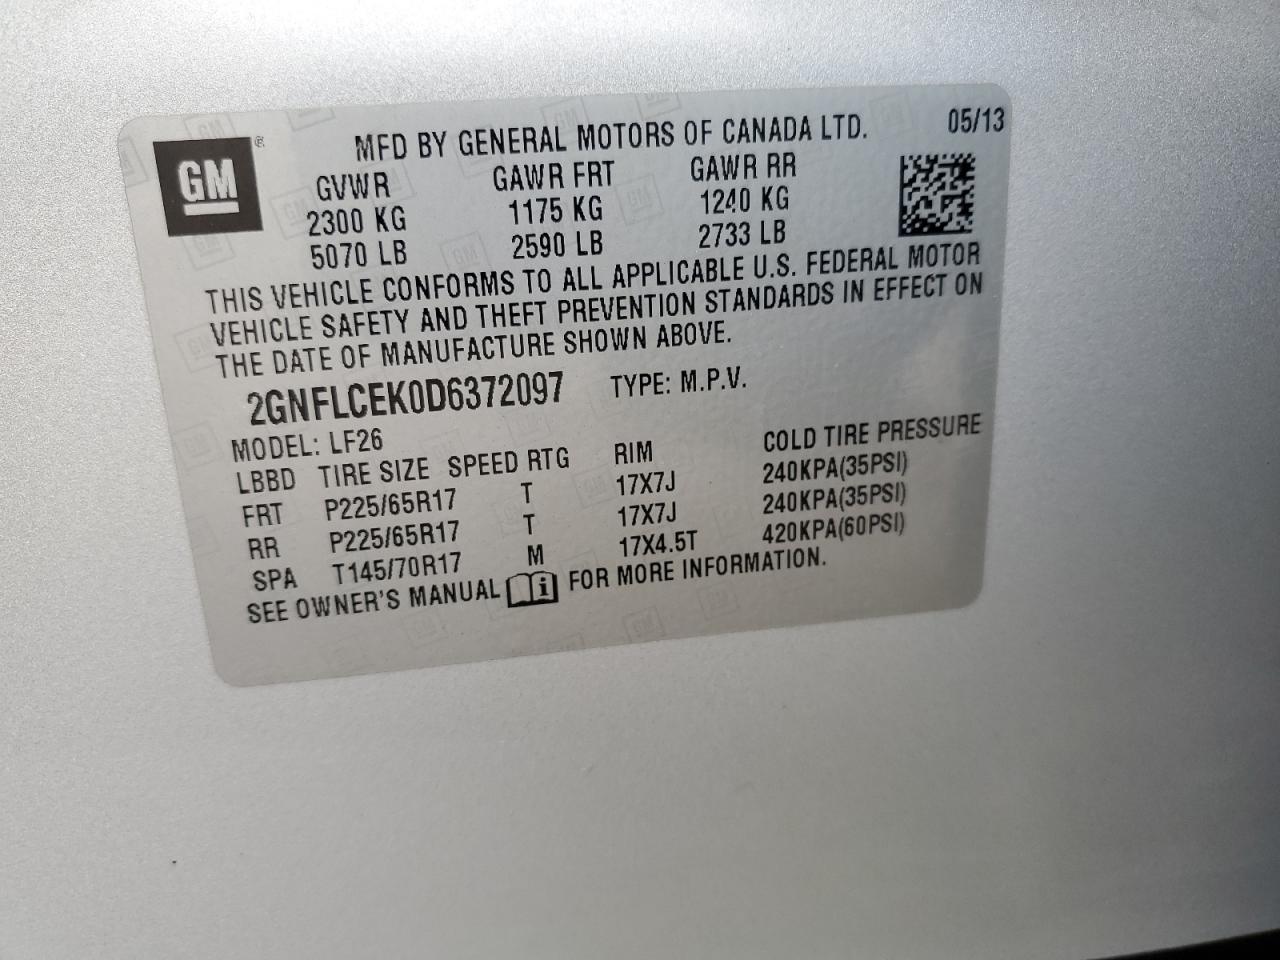 GM
MFD BY GENERAL MOTORS OF CANADA LTD. 05/13
GVWR GAWR FRT GAWR RR
2300 KG 1175 KG 1240 KG
5070 LB 2590 LB 2733 LB
THIS VEHICLE CONFORMS TO ALL APPLICABLE U.S. FEDERAL MOTOR
VEHICLE SAFETY AND THEFT PREVENTION STANDARDS IN EFFECT ON
THE DATE OF MANUFACTURE SHOWN ABOVE.
2GNFLCEK0D6372097 TYPE: M.P.V.
MODEL: LF26
LBBD TIRE SIZE SPEED RTG RIM COLD TIRE PRESSURE
FRT P225/65R17 T 17X7J 240KPA(35PSI)
RR P225/65R17 T 17X7J 240KPA(35PSI)
SPA T145/70R17 M 17X4.5T 420KPA(60PSI)
SEE OWNER'S MANUAL i FOR MORE INFORMATION.